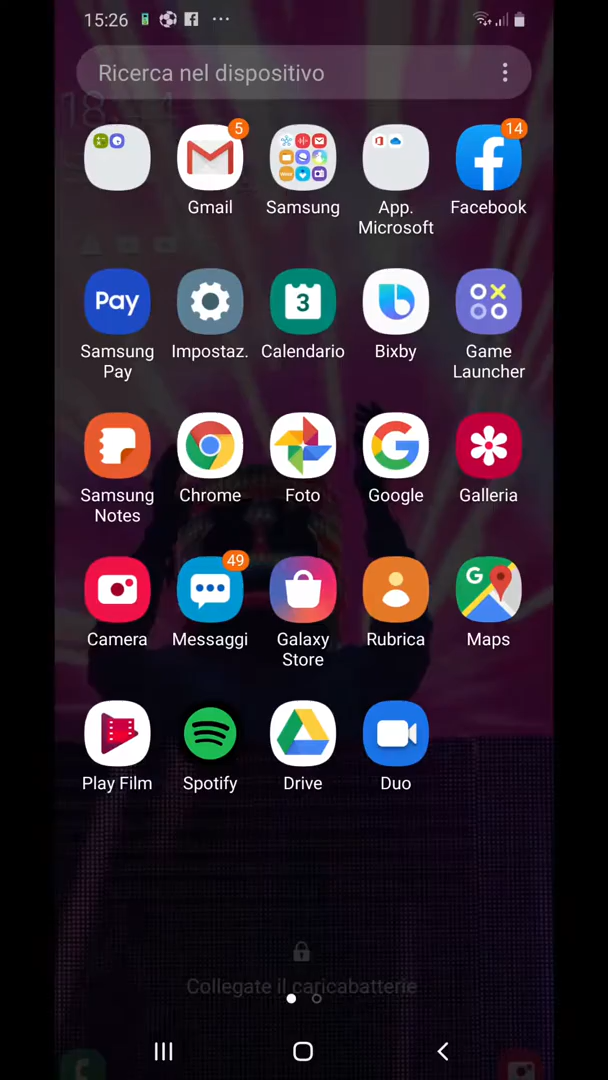 15:26
Ricerca nel dispositivo
5
14
Gmail
Samsung
App.
Microsoft
Facebook
Pay
3
Samsung
Pay
Impostaz.
Calendario
Bixby
Game
Launcher
G
Samsung
Notes
Chrome
Foto
Google
Galleria
49
G
Camera
Messaggi
Galaxy
Store
Rubrica
Maps
Play Film
Spotify
Drive
Duo
Collegate il caricabatterie